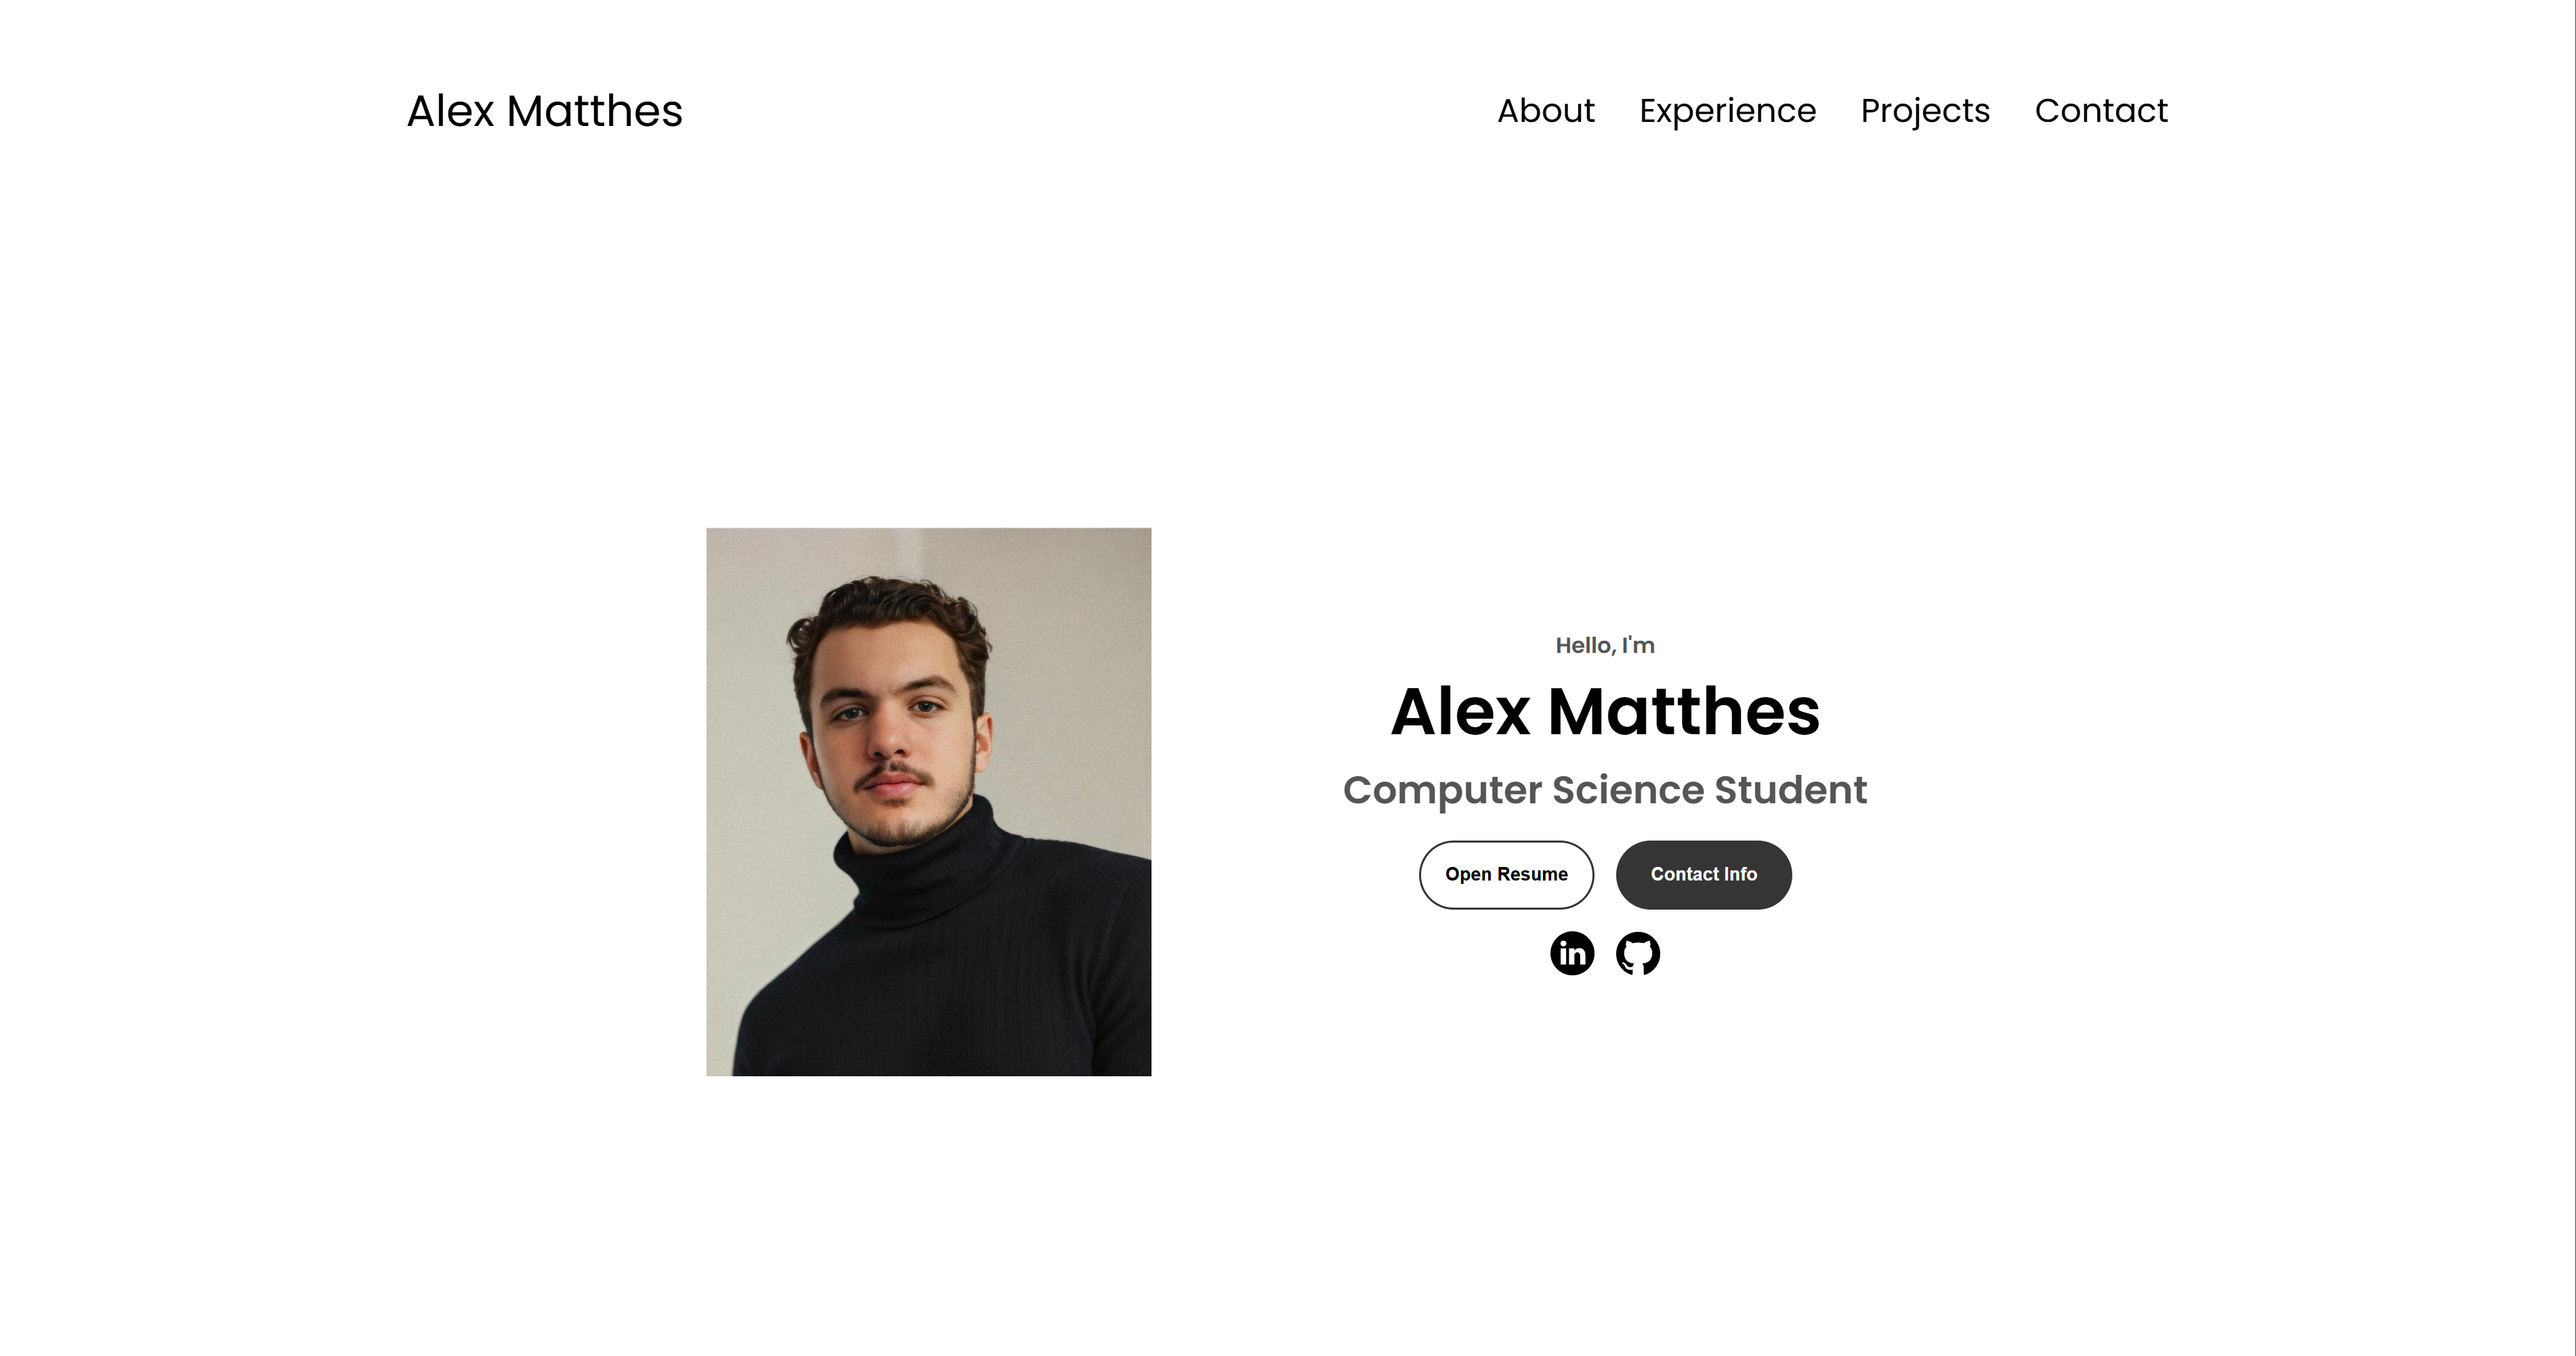 Alex Matthes
About Experience Projects Contact
Hello, I'm
Alex Matthes
Computer Science Student
Open Resume Contact Info
in